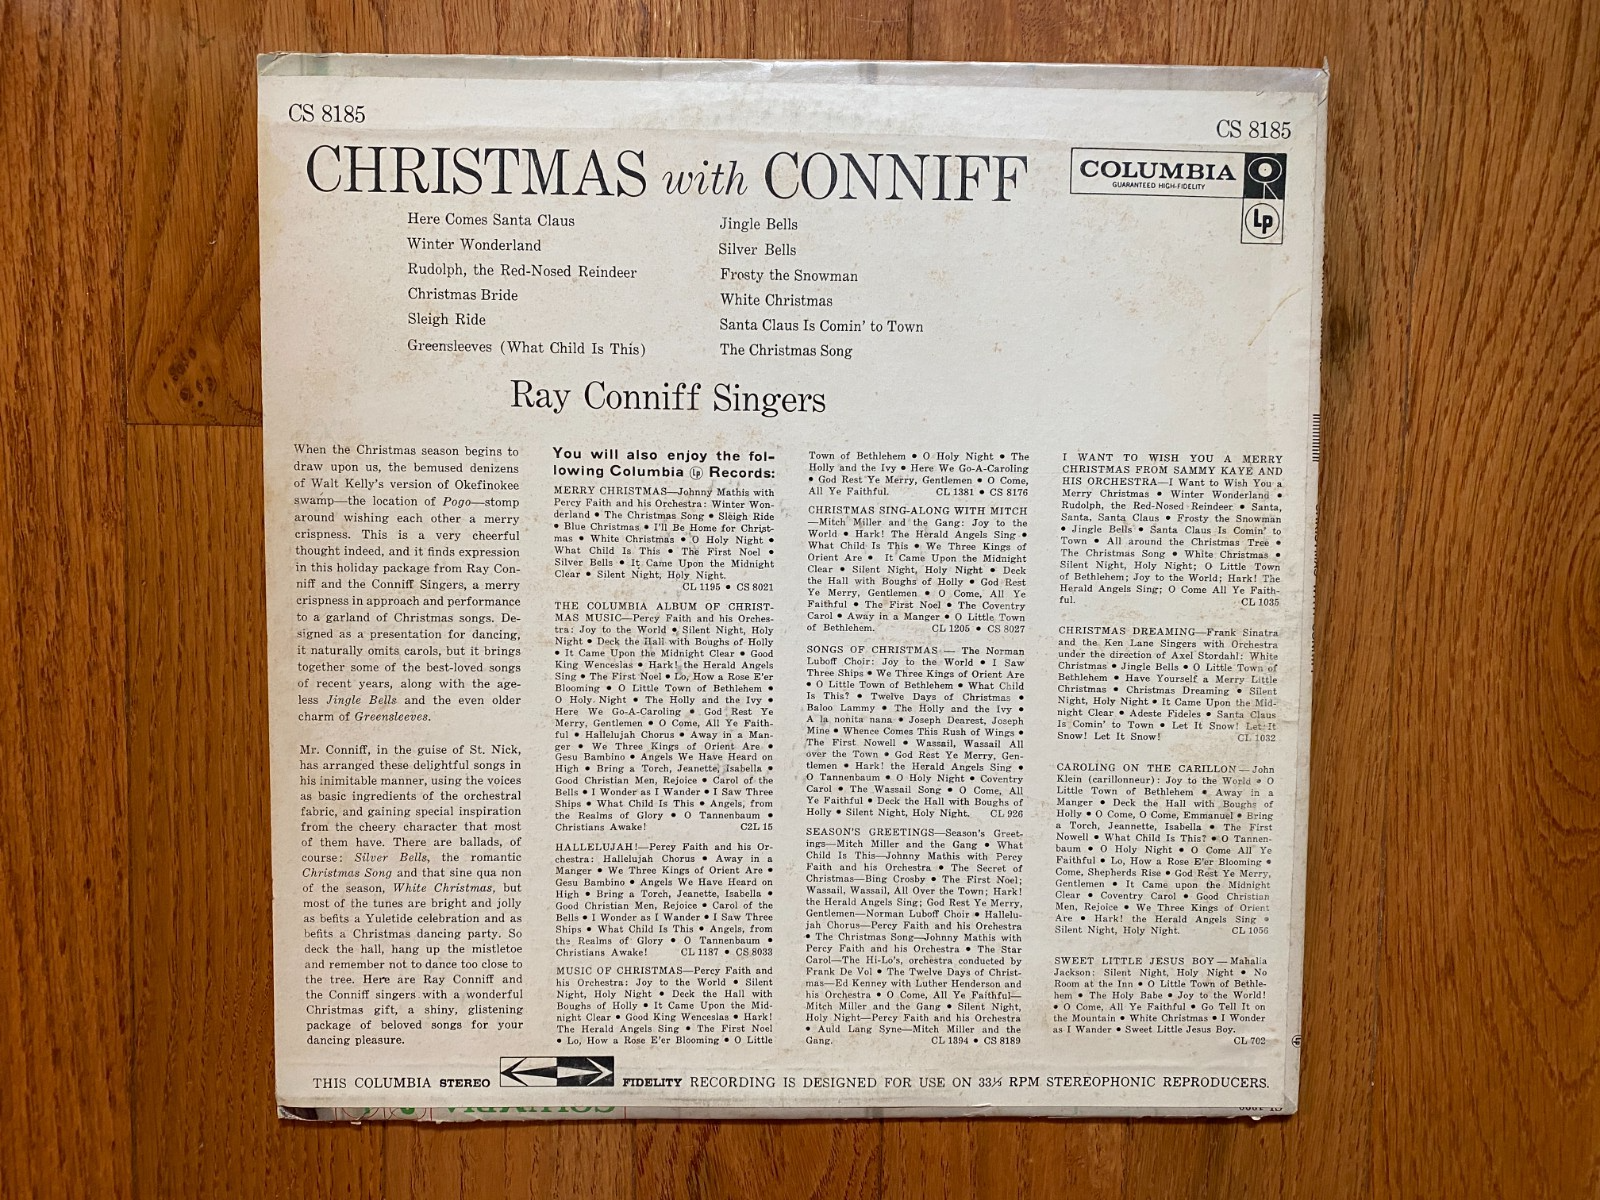 CS 8185
CS 8185
CHRISTMAS with CONNIFF
COLUMBIA
GUARANTEED HIGH-FIDELITY
Lp
Here Comes Santa Claus
Winter Wonderland
Rudolph, the Red-Nosed Reindeer
Christmas Bride
Sleigh Ride
Greensleeves (What Child Is This)
Jingle Bells
Silver Bells
Frosty the Snowman
White Christmas
Santa Claus Is Comin' to Town
The Christmas Song
Ray Conniff Singers
When the Christmas season begins to
draw upon us, the bemused denizens
of Walt Kelly's version of Okefinokee
swamp—the location of Pogo—stomp
around wishing each other a merry
crispness. This is a very cheerful
thought indeed, and it finds expression
in this holiday package from Ray Con-
niff and the Conniff Singers, a merry
crispness in approach and performance
to a garland of Christmas songs. De-
signed as a presentation for dancing,
it naturally omits carols, but it brings
together some of the best-loved songs
of recent years, along with the age-
less Jingle Bells and the even older
charm of Greensleeves.
Mr. Conniff, in the guise of St. Nick,
has arranged these delightful songs in
his inimitable manner, using the voices
as basic ingredients of the orchestral
fabric, and gaining special inspiration
from the cheery character that most
of them have. There are ballads, of
course: Silver Bells, the romantic
Christmas Song and that sine qua non
of the season, White Christmas, but
most of the tunes are bright and jolly
as befits a Yuletide celebration and as
befits a Christmas dancing party. So
deck the hall, hang up the mistletoe
and remember not to dance too close to
the tree. Here are Ray Conniff and
the Conniff singers with a wonderful
Christmas gift, a shiny, glistening
package of beloved songs for your
dancing pleasure.
You will also enjoy the fol-
lowing Columbia Lp Records:
MERRY CHRISTMAS—Johnny Mathis with
Percy Faith and his Orchestra: Winter Won-
derland • The Christmas Song • Sleigh Ride
• Blue Christmas • I'll Be Home for Christ-
mas • White Christmas • O Holy Night •
What Child Is This • The First Noel •
Silver Bells • It Came Upon the Midnight
Clear • Silent Night, Holy Night.
CL 1195 • CS 8021
THE COLUMBIA ALBUM OF CHRIST-
MAS MUSIC—Percy Faith and his Orches-
tra: Joy to the World • Silent Night, Holy
Night • Deck the Hall with Boughs of Holly
• It Came Upon the Midnight Clear • Good
King Wenceslas • Hark! the Herald Angels
Sing • The First Noel • Lo, How a Rose E'er
Blooming • O Little Town of Bethlehem •
O Holy Night • The Holly and the Ivy •
Here We Go-A-Caroling • God Rest Ye
Merry, Gentlemen • O Come, All Ye Faith-
ful • Hallelujah Chorus • Away in a Man-
ger • We Three Kings of Orient Are •
Gesu Bambino • Angels We Have Heard on
High • Bring a Torch, Jeanette, Isabella •
Good Christian Men, Rejoice • Carol of the
Bells • I Wonder as I Wander • I Saw Three
Ships • What Child Is This • Angels, from
the Realms of Glory • O Tannenbaum •
Christians Awake! C2L 15
HALLELUJAH!—Percy Faith and his Or-
chestra: Hallelujah Chorus • Away in a
Manger • We Three Kings of Orient Are •
Gesu Bambino • Angels We Have Heard on
High • Bring a Torch, Jeanette, Isabella •
Good Christian Men, Rejoice • Carol of the
Bells • I Wonder as I Wander • I Saw Three
Ships • What Child Is This • Angels, from
the Realms of Glory • O Tannenbaum •
Christians Awake! CL 1187 • CS 8033
MUSIC OF CHRISTMAS—Percy Faith and
his Orchestra: Joy to the World • Silent
Night, Holy Night • Deck the Hall with
Boughs of Holly • It Came Upon the Mid-
night Clear • Good King Wenceslas • Hark!
The Herald Angels Sing • The First Noel
• Lo, How a Rose E'er Blooming • O Little
Town of Bethlehem • O Holy Night • The
Holly and the Ivy • Here We Go-A-Caroling
• God Rest Ye Merry, Gentlemen • O Come,
All Ye Faithful. CL 1381 • CS 8176
CHRISTMAS SING-ALONG WITH MITCH
—Mitch Miller and the Gang: Joy to the
World • Hark! The Herald Angels Sing •
What Child Is This • We Three Kings of
Orient Are • It Came Upon the Midnight
Clear • Silent Night, Holy Night • Deck
the Hall with Boughs of Holly • God Rest
Ye Merry, Gentlemen • O Come, All Ye
Faithful • The First Noel • The Coventry
Carol • Away in a Manger • O Little Town
of Bethlehem. CL 1205 • CS 8027
SONGS OF CHRISTMAS — The Norman
Luboff Choir: Joy to the World • I Saw
Three Ships • We Three Kings of Orient Are
• O Little Town of Bethlehem • What Child
Is This? • Twelve Days of Christmas •
Baloo Lammy • The Holly and the Ivy •
A la nonita nana • Joseph Dearest, Joseph
Mine • Whence Comes This Rush of Wings •
The First Nowell • Wassail, Wassail All
over the Town • God Rest Ye Merry, Gen-
tlemen • Hark! the Herald Angels Sing •
O Tannenbaum • O Holy Night • Coventry
Carol • The Wassail Song • O Come, All
Ye Faithful • Deck the Hall with Boughs of
Holly • Silent Night, Holy Night. CL 926
SEASON'S GREETINGS—Season's Greet-
ings—Mitch Miller and the Gang • What
Child Is This—Johnny Mathis with Percy
Faith and his Orchestra • The Secret of
Christmas—Bing Crosby • The First Noel;
Wassail, Wassail, All Over the Town; Hark!
the Herald Angels Sing; God Rest Ye Merry,
Gentlemen—Norman Luboff Choir • Hallelu-
jah Chorus—Percy Faith and his Orchestra
• The Christmas Song—Johnny Mathis with
Percy Faith and his Orchestra • The Star
Carol—The Hi-Lo's, orchestra conducted by
Frank De Vol • The Twelve Days of Christ-
mas—Ed Kenney with Luther Henderson and
his Orchestra • O Come, All Ye Faithful—
Mitch Miller and the Gang • Silent Night,
Holy Night—Percy Faith and his Orchestra
• Auld Lang Syne—Mitch Miller and the
Gang. CL 1394 • CS 8189
I WANT TO WISH YOU A MERRY
CHRISTMAS FROM SAMMY KAYE AND
HIS ORCHESTRA—I Want to Wish You a
Merry Christmas • Winter Wonderland •
Rudolph, the Red-Nosed Reindeer • Santa,
Santa, Santa Claus • Frosty the Snowman
• Jingle Bells • Santa Claus Is Comin' to
Town • All around the Christmas Tree •
The Christmas Song • White Christmas •
Silent Night, Holy Night; O Little Town
of Bethlehem; Joy to the World; Hark! The
Herald Angels Sing; O Come All Ye Faith-
ful. CL 1035
CHRISTMAS DREAMING—Frank Sinatra
and the Ken Lane Singers with Orchestra
under the direction of Axel Stordahl: White
Christmas • Jingle Bells • O Little Town of
Bethlehem • Have Yourself a Merry Little
Christmas • Christmas Dreaming • Silent
Night, Holy Night • It Came Upon the Mid-
night Clear • Adeste Fideles • Santa Claus
Is Comin' to Town • Let It Snow! Let It
Snow! Let It Snow! CL 1032
CAROLING ON THE CARILLON—John
Klein (carillonneur): Joy to the World • O
Little Town of Bethlehem • Away in a
Manger • Deck the Hall with Boughs of
Holly • O Come, O Come, Emmanuel • Bring
a Torch, Jeannette, Isabella • The First
Nowell • What Child Is This? • O Tannen-
baum • O Holy Night • O Come All Ye
Faithful • Lo, How a Rose E'er Blooming •
Come, Shepherds Rise • God Rest Ye Merry,
Gentlemen • It Came upon the Midnight
Clear • Coventry Carol • Good Christian
Men, Rejoice • We Three Kings of Orient
Are • Hark! the Herald Angels Sing •
Silent Night, Holy Night. CL 1056
SWEET LITTLE JESUS BOY—Mahalia
Jackson: Silent Night, Holy Night • No
Room at the Inn • O Little Town of Bethle-
hem • The Holy Babe • Joy to the World!
• O Come, All Ye Faithful • Go Tell It on
the Mountain • White Christmas • I Wonder
as I Wander • Sweet Little Jesus Boy.
CL 702
THIS COLUMBIA STEREO FIDELITY RECORDING IS DESIGNED FOR USE ON 33⅓ RPM STEREOPHONIC REPRODUCERS.
COLUMBIA